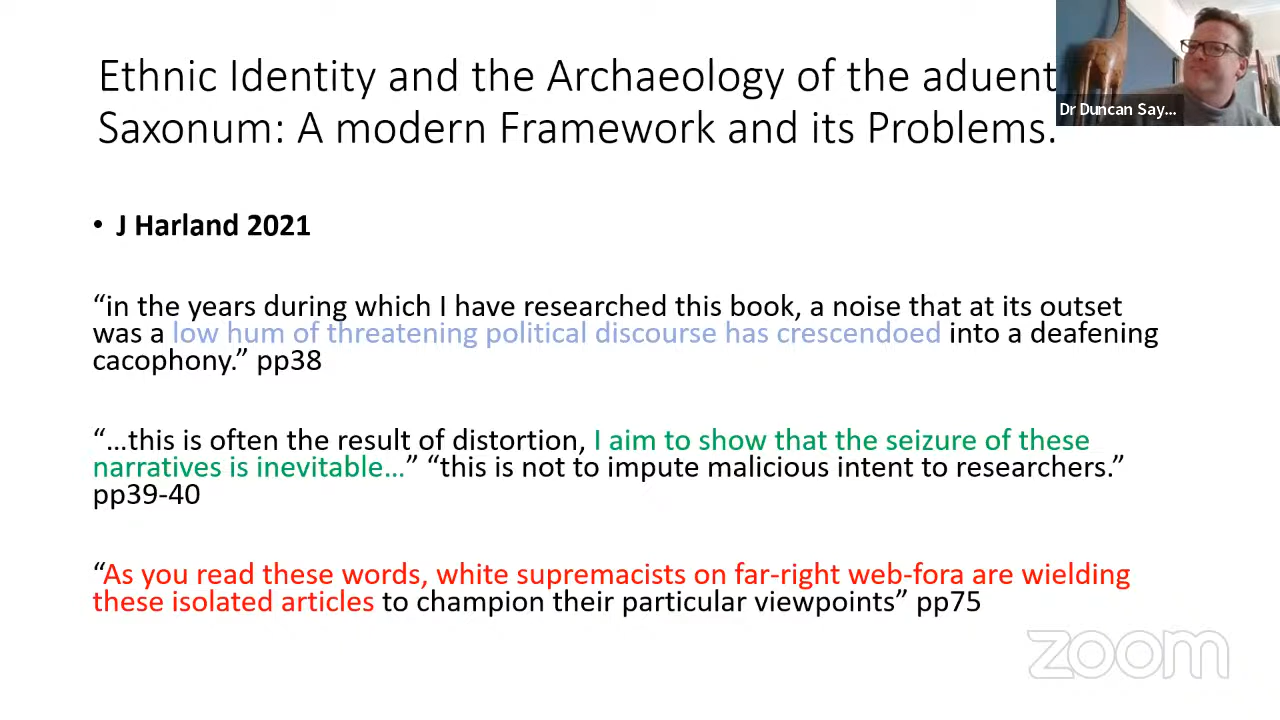 Ethnic Identity and the Archaeology of the aduent
Saxonum: A modern Framework and its Problems.
Dr Duncan Say...
• J Harland 2021
“in the years during which I have researched this book, a noise that at its outset
was a low hum of threatening political discourse has crescendoed into a deafening
cacophony.” pp38
“…this is often the result of distortion, I aim to show that the seizure of these
narratives is inevitable…” “this is not to impute malicious intent to researchers.”
pp39-40
“As you read these words, white supremacists on far-right web-fora are wielding
these isolated articles to champion their particular viewpoints” pp75
zoom